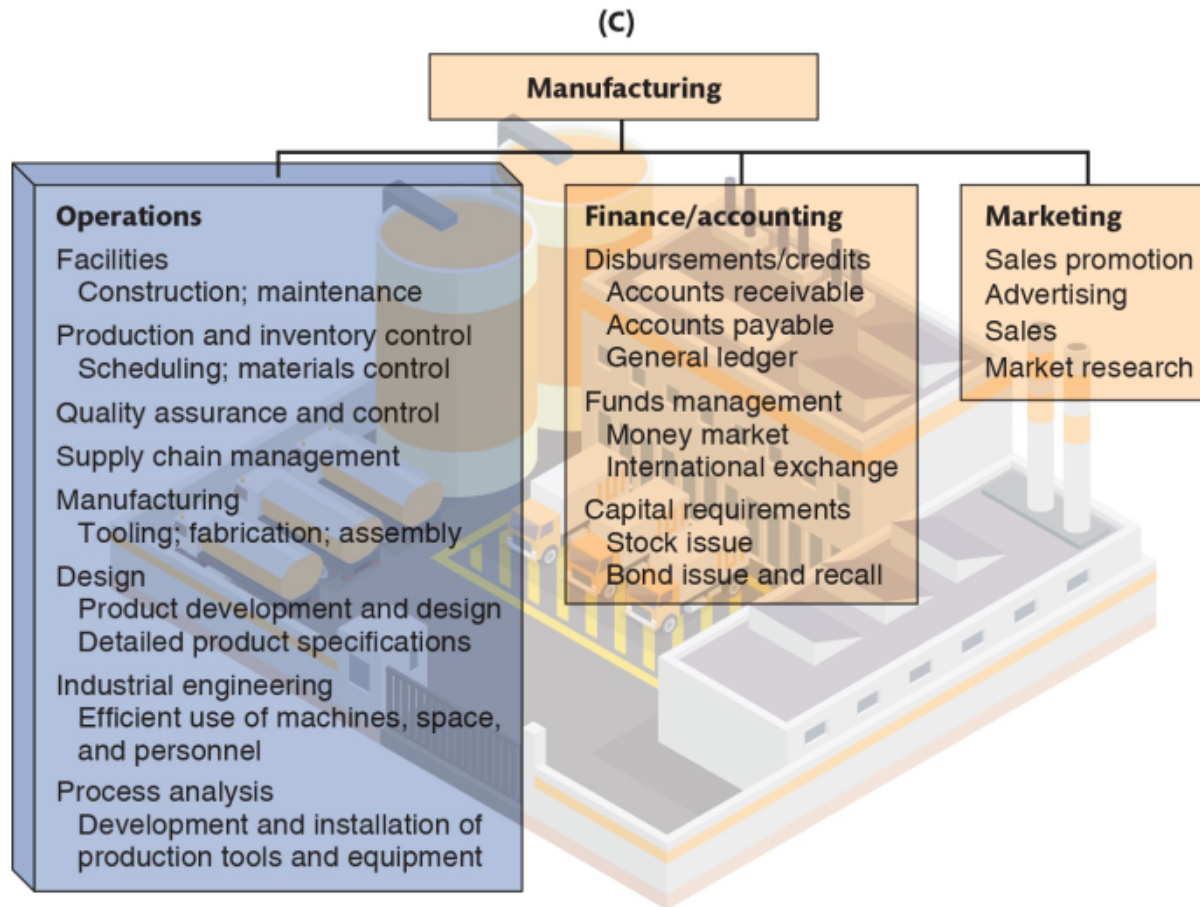 (C)
Manufacturing
Operations
Facilities
Construction; maintenance
Production and inventory control
Scheduling; materials control
Quality assurance and control
Supply chain management
Manufacturing
Tooling; fabrication; assembly
Design
Product development and design
Detailed product specifications
Industrial engineering
Efficient use of machines, space,
and personnel
Process analysis
Development and installation of
production tools and equipment
Finance/accounting
Disbursements/credits
Accounts receivable
Accounts payable
General ledger
Funds management
Money market
International exchange
Capital requirements
Stock issue
Bond issue and recall
Marketing
Sales promotion
Advertising
Sales
Market research